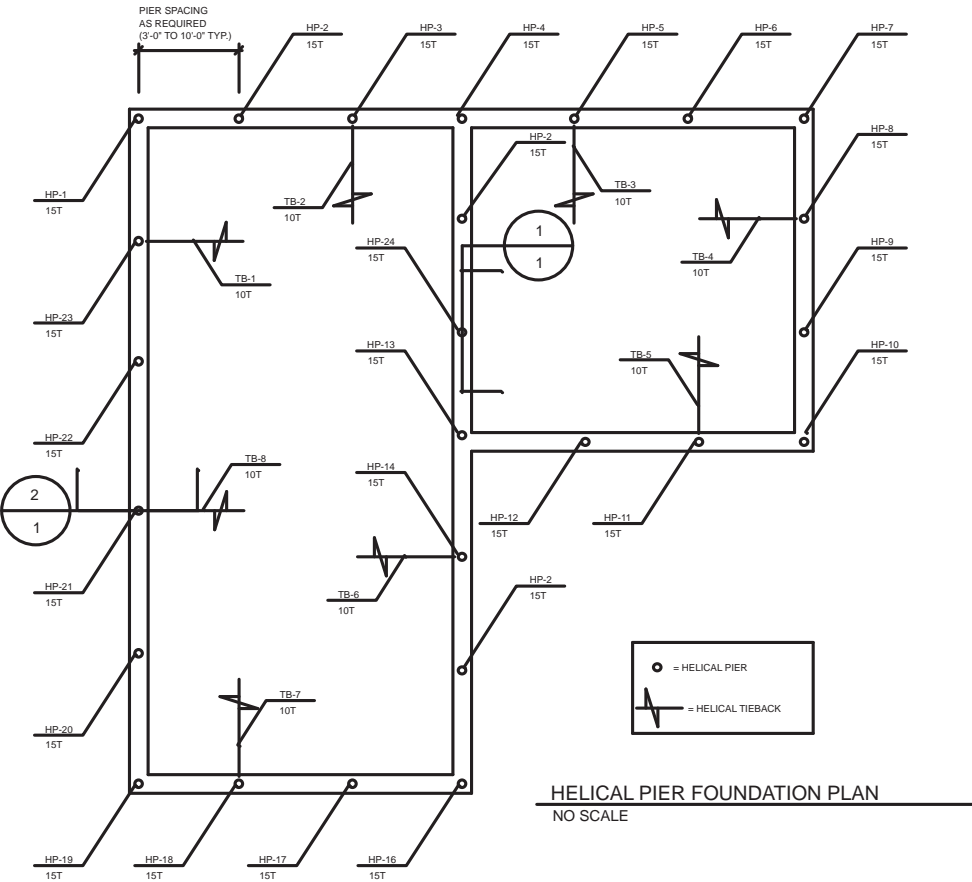 PIER SPACING
AS REQUIRED
(3'-0" TO 10'-0" TYP.)
HP-2
15T
HP-3
15T
HP-4
15T
HP-5
15T
HP-6
15T
HP-7
15T
HP-8
15T
HP-2
15T
HP-1
15T
TB-2
10T
TB-3
10T
HP-24
15T
1
1
TB-4
10T
HP-9
15T
TB-1
10T
HP-23
15T
HP-13
15T
TB-5
10T
HP-10
15T
HP-22
15T
TB-8
10T
HP-14
15T
2
1
HP-12
15T
HP-11
15T
HP-21
15T
TB-6
10T
HP-2
15T
= HELICAL PIER
= HELICAL TIEBACK
TB-7
10T
HP-20
15T
HELICAL PIER FOUNDATION PLAN
NO SCALE
HP-19
15T
HP-18
15T
HP-17
15T
HP-16
15T